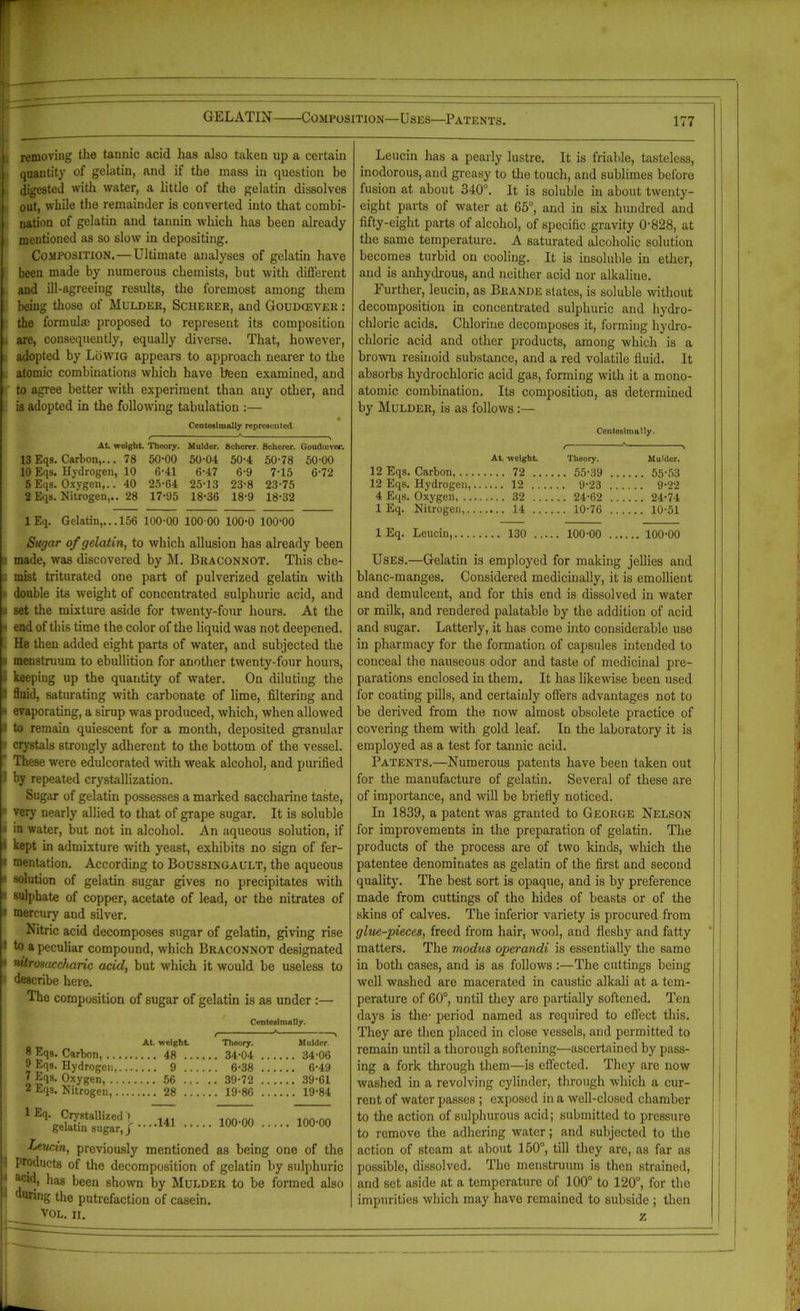 GELATIN—Composition—Uses—Patents.
177
removing the tannic acid has also taken up a certain
quantity of gelatin, and if the mass in question be
digested with water, a little of the gelatin dissolves
out, while the remainder is converted into that combi-
nation of gelatin and tannin which has been already
mentioned as so slow in depositing.
Composition.—Ultimate analyses of gelatin have
been made by numerous chemists, but with different
and ill-agreeing results, the foremost among them
being those of Mulder, Scherer, and Goudœver:
the formulæ proposed to represent its composition
are, consequently, equally diverse. That, however,
adopted by Löwig appears to approach nearer to the
atomic combinations which have been examined, and
to agree better with experiment than any other, and
is adopted in the following tabulation :—
Centesimally represented.
At. weight. Theory. Mulder. Scherer. Scherer. Goudœver.
13 Eqs. Carbon,... 78 50·00 50·04 50·4 50·78 50·00
10 Eqs. Hydrogen, 10 6·41 6·47 6·9 7·15 6·72
5 Eqs. Oxygen,.. 40 25·64 25·13 23·8 23·75
2 Eqs. Nitrogen,.. 28 17·95 18·36 18·9 18·32
1 Eq. Gelatin,...156 100·00 100·00 100·0 100·00
Sugar of gelatin, to which allusion has already been
made, was discovered by M. Braconnot. This che-
mist triturated one part of pulverized gelatin with
double its weight of concentrated sulphuric acid, and
set the mixture aside for twenty-four hours. At the
end of this time the color of the liquid was not deepened.
He then added eight parts of water, and subjected the
menstruum to ebullition for another twenty-four hours,
keeping up the quantity of water. On diluting the
fluid, saturating with carbonate of lime, filtering and
evaporating, a sirup was produced, which, when allowed
to remain quiescent for a month, deposited granular
crystals strongly adherent to the bottom of the vessel.
These were edulcorated with weak alcohol, and purified
by repeated crystallization.
Sugar of gelatin possesses a marked saccharine taste,
very nearly allied to that of grape sugar. It is soluble
in water, but not in alcohol. An aqueous solution, if
kept in admixture with yeast, exhibits no sign of fer-
mentation. According to Boussingault, the aqueous
solution of gelatin sugar gives no precipitates with
sulphate of copper, acetate of lead, or the nitrates of
mercury and silver.
Nitric acid decomposes sugar of gelatin, giving rise
to a peculiar compound, which Braconnot designated
nitrosaccharic acid, but which it would be useless to
describe here.
The composition of sugar of gelatin is as under :—
Centesimally.
At. weight. Theory. Mulder.
8 Eqs. Carbon,......... 48 ...... 34·04 ...... 34·06
9 Eqs. Hydrogen,........ 9 ...... 6·38 ...... 6·49
7 Eqs. Oxygen,......... 56 ...... 39·72 ...... 39·61
2 Eqs. Nitrogen,........ 28 ...... 19·86 ...... 19·84
1 Eq. Crystallized gelatin sugar, } ....141 ..... 100·00 ..... 100·00
Leucin, previously mentioned as being one of the
products of the decomposition of gelatin by sulphuric
acid, has been shown by Mulder to be formed also
during the putrefaction of casein.
VOL. II.
Leucin has a pearly lustre. It is friable, tasteless,
inodorous, and greasy to the touch, and sublimes before
fusion at about 340°. It is soluble in about twenty-
eight parts of water at 65°, and in six hundred and
fifty-eight parts of alcohol, of specific gravity 0·828, at
the same temperature. A saturated alcoholic solution
becomes turbid on cooling. It is insoluble in ether,
and is anhydrous, and neither acid nor alkaline.
Further, leucin, as Brande states, is soluble without
decomposition in concentrated sulphuric and hydro-
chloric acids. Chlorine decomposes it, forming hydro-
chloric acid and other products, among which is a
brown resinoid substance, and a red volatile fluid. It
absorbs hydrochloric acid gas, forming with it a mono-
atomic combination. Its composition, as determined
by Mulder, is as follows :—
Centesimally.
At. weight. Theory. Mulder.
12 Eqs. Carbon,......... 72 ...... 55·39 ...... 55·53
12 Eqs. Hydrogen,...... 12 ...... 9·23 ...... 9·22
4 Eqs. Oxygen,......... 32 ...... 24·62 ...... 24·74
1 Eq. Nitrogen,....... 14 ...... 10·76 ...... 10·51
1 Eq. Leucin,......... 130 ..... 100·00 ...... 100·00
Uses.—Gelatin is employed for making jellies and
blanc-manges. Considered medicinally, it is emollient
and demulcent, and for this end is dissolved in water
or milk, and rendered palatable by the addition of acid
and sugar. Latterly, it has come into considerable use
in pharmacy for the formation of capsules intended to
conceal the nauseous odor and taste of medicinal pre-
parations enclosed in them. It has likewise been used
for coating pills, and certainly offers advantages not to
be derived from the now almost obsolete practice of
covering them with gold leaf. In the laboratory it is
employed as a test for tannic acid.
Patents.—Numerous patents have been taken out
for the manufacture of gelatin. Several of these are
of importance, and will be briefly noticed.
In 1839, a patent was granted to George Nelson
for improvements in the preparation of gelatin. The
products of the process are of two kinds, which the
patentee denominates as gelatin of the first and second
quality. The best sort is opaque, and is by preference
made from cuttings of the hides of beasts or of the
skins of calves. The inferior variety is procured from
glue-pieces, freed from hair, wool, and fleshy and fatty
matters. The modus operandi is essentially the same
in both cases, and is as follows :—The cuttings being
well washed are macerated in caustic alkali at a tem-
perature of 60°, until they are partially softened. Ten
days is the period named as required to effect this.
They are then placed in close vessels, and permitted to
remain until a thorough softening—ascertained by pass-
ing a fork through them—is effected. They are now
washed in a revolving cylinder, through which a cur-
rent of water passes ; exposed in a well-closed chamber
to the action of sulphurous acid; submitted to pressure
to remove the adhering water; and subjected to the
action of steam at about 150°, till they are, as far as
possible, dissolved. The menstruum is then strained,
and set aside at a temperature of 100° to 120°, for the
impurities which may have remained to subside ; then
Z